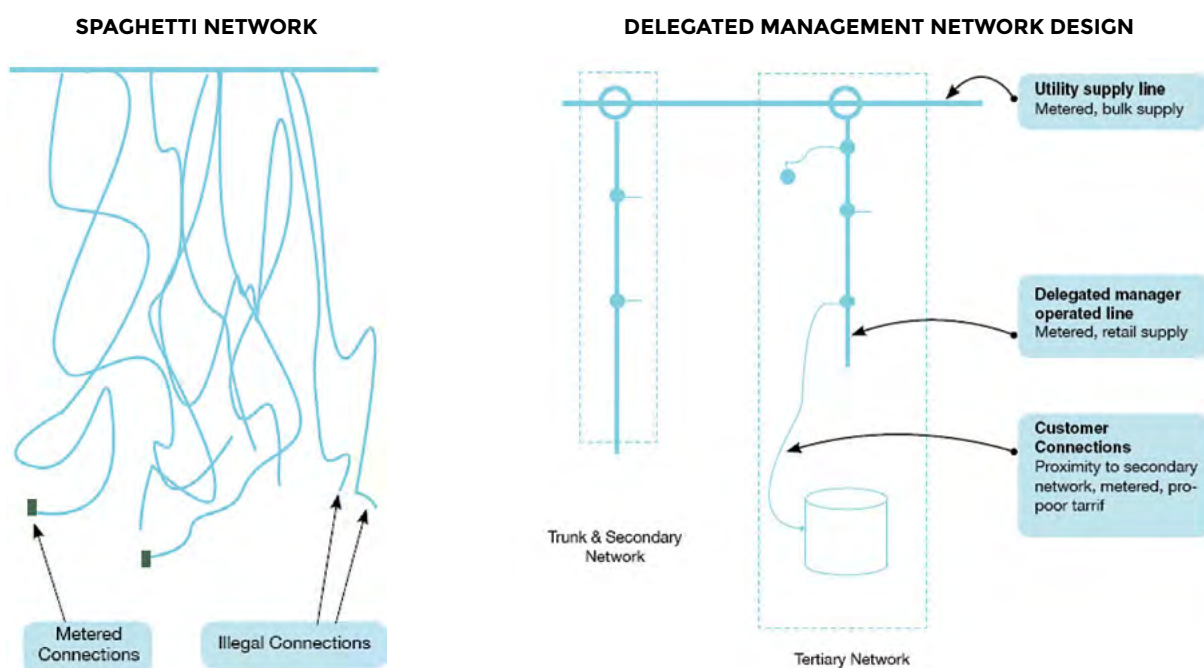 SPAGHETTI NETWORK
Metered
Connections
Illegal Connections
DELEGATED MANAGEMENT NETWORK DESIGN
Utility supply line
Metered, bulk supply
Delegated manager
operated line
Metered, retail supply
Customer
Connections
Proximity to secondary
network, metered, pro-
poor tarrif
Trunk & Secondary
Network
Tertiary Network